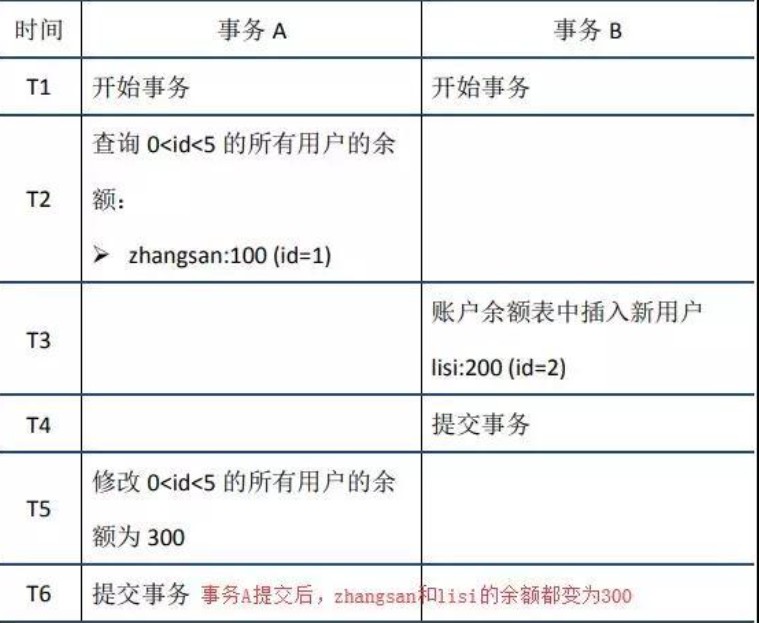 时间 事务 A 事务 B
T1 开始事务 开始事务
查询 0<id<5 的所有用户的余
T2 额：
➢ zhangsan:100 (id=1)
账户余额表中插入新用户
T3
lisi:200 (id=2)
T4 提交事务
修改 0<id<5 的所有用户的余
T5
额为 300
T6 提交事务 事务A提交后，zhangsan和lisi的余额都变为300